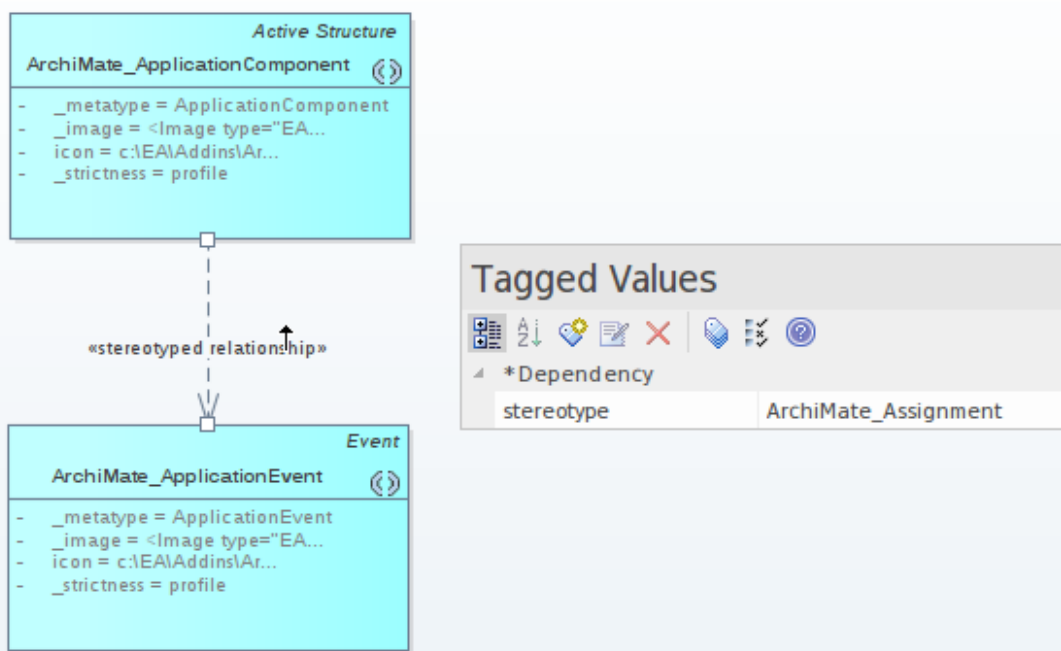 Active Structure
ArchiMate_ApplicationComponent
- _metatype = ApplicationComponent
- _image = <Image type="EA...
- icon = c:\EA\Addins\Ar...
- _strictness = profile
«stereotyped relationship»
Event
ArchiMate_ApplicationEvent
- _metatype = ApplicationEvent
- _image = <Image type="EA...
- icon = c:\EA\Addins\Ar...
- _strictness = profile
Tagged Values
*Dependency
stereotype ArchiMate_Assignment